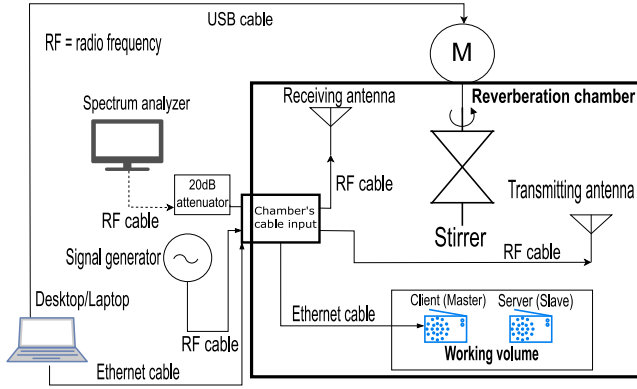 USB cable
RF = radio frequency
M
Spectrum analyzer
Receiving antenna
Reverberation chamber
20dB
attenuator
RF cable
RF cable
Chamber's
cable input
Transmitting antenna
Signal generator
Stirrer
RF cable
Desktop/Laptop
Ethernet cable
Client (Master)
Server (Slave)
RF cable
Working volume
Ethernet cable